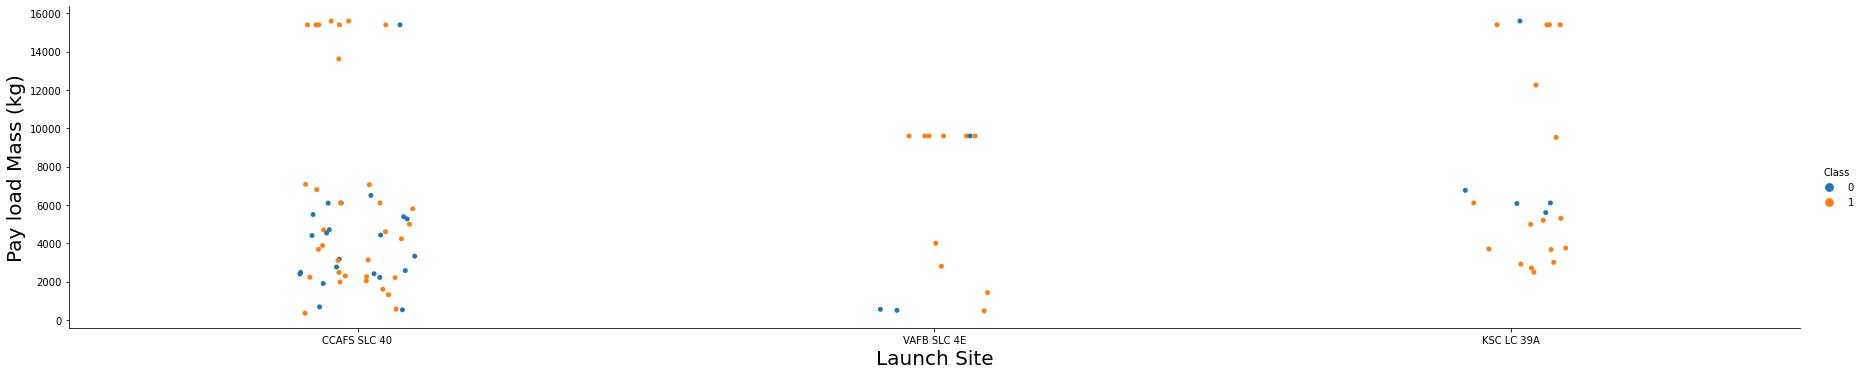 Pay load Mass (kg)
16000
14000
12000
10000
8000
6000
4000
2000
0
CCAFS SLC 40
VAFB SLC 4E
KSC LC 39A
Launch Site
Class
0
1